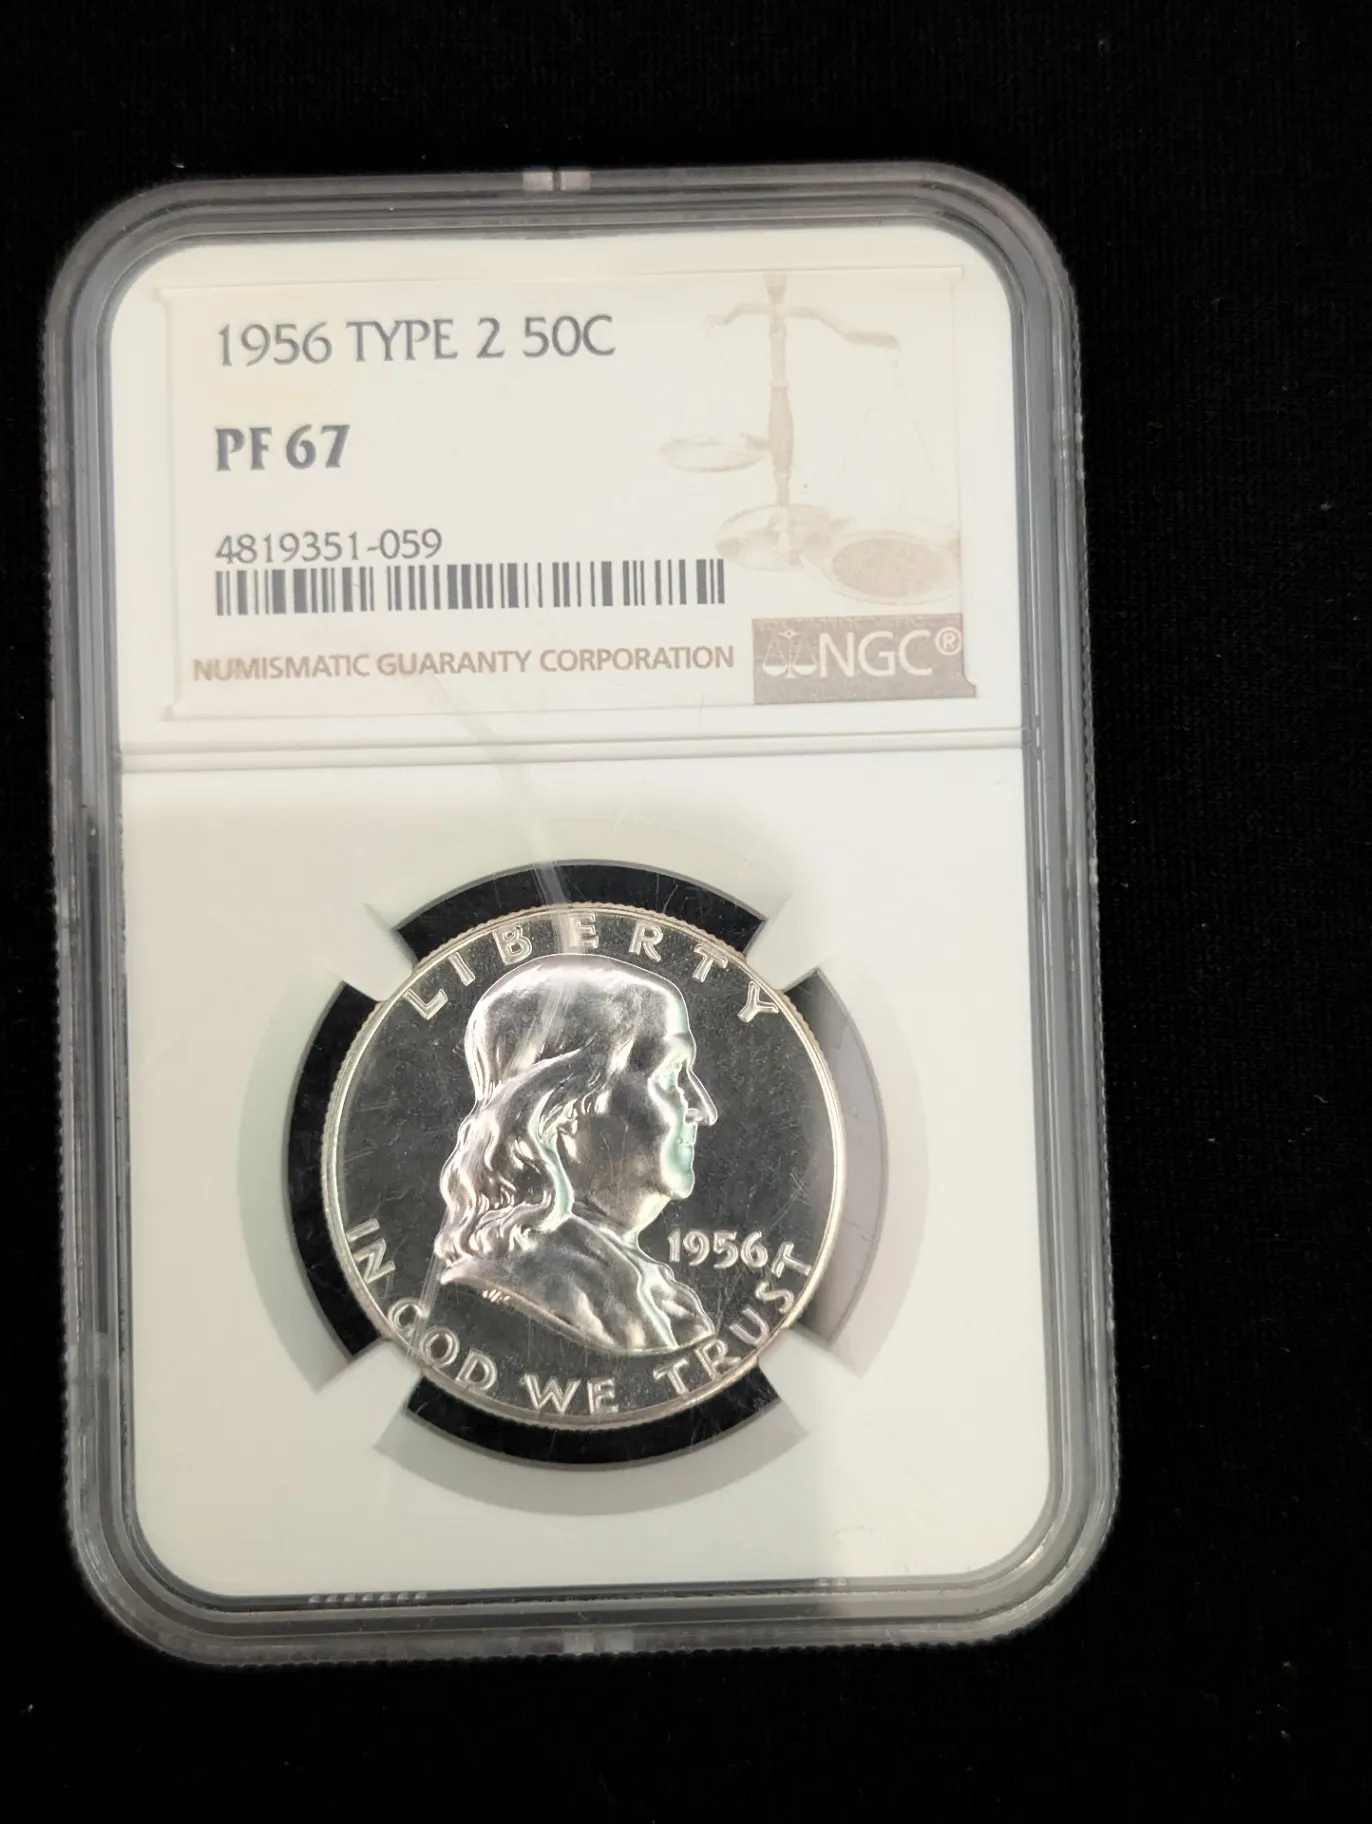 1956 TYPE 2 50C
PF 67
4819351-059
NUMISMATIC GUARANTY CORPORATION
NGC®
LIBERTY
1956
IN GOD WE TRUST